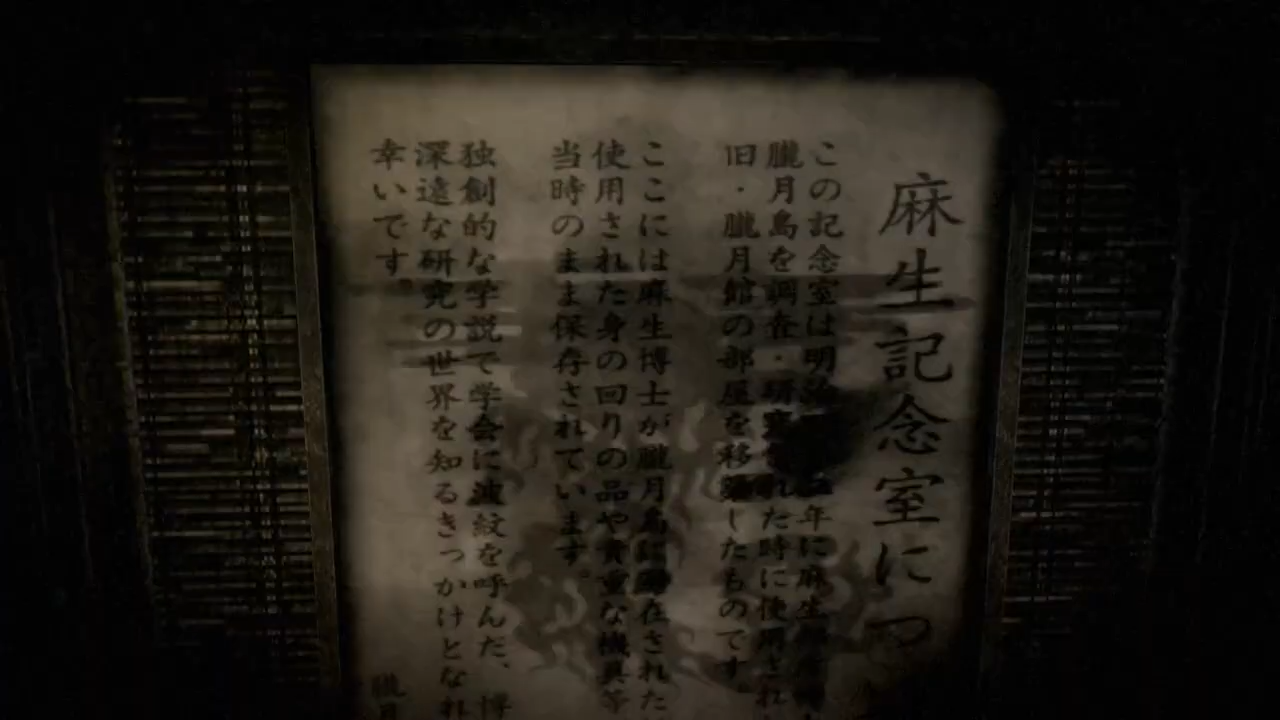 麻生記念室につ
この記念室は明治 年に麻生
朧月島を調査・研究された時に使用され
旧・朧月館の部屋を移築したものです
ここには麻生博士が朧月島に滞在された
使用された身の回りの品や貴重な機具等
当時のまま保存されています。
独創的な学説で学会に波紋を呼んだ、博
深遠な研究の世界を知るきっかけとなれ
幸いです。
朧月